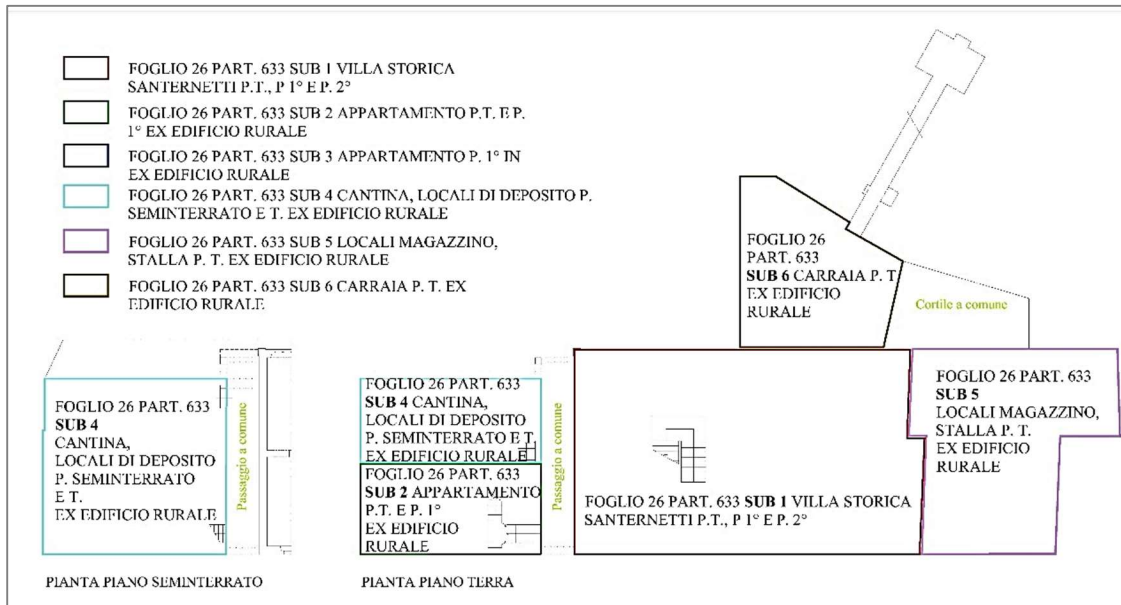 FOGLIO 26 PART. 633 SUB 1 VILLA STORICA
SANTERNETTI P.T., P 1° E P. 2°
FOGLIO 26 PART. 633 SUB 2 APPARTAMENTO P.T. E P.
1° EX EDIFICIO RURALE
FOGLIO 26 PART. 633 SUB 3 APPARTAMENTO P. 1° IN
EX EDIFICIO RURALE
FOGLIO 26 PART. 633 SUB 4 CANTINA, LOCALI DI DEPOSITO P.
SEMINTERRATO E T. EX EDIFICIO RURALE
FOGLIO 26 PART. 633 SUB 5 LOCALI MAGAZZINO,
STALLA P. T. EX EDIFICIO RURALE
FOGLIO 26 PART. 633 SUB 6 CARRAIA P. T. EX
EDIFICIO RURALE
FOGLIO 26
PART. 633
SUB 6 CARRAIA P. T
EX EDIFICIO
RURALE
Cortile a comune
FOGLIO 26 PART. 633
SUB 4
CANTINA,
LOCALI DI DEPOSITO
P. SEMINTERRATO
E T.
EX EDIFICIO RURALE
Passaggio a comune
FOGLIO 26 PART. 633
SUB 4 CANTINA,
LOCALI DI DEPOSITO
P. SEMINTERRATO E T.
EX EDIFICIO RURALE
FOGLIO 26 PART. 633
SUB 2 APPARTAMENTO
P.T. E P. 1°
EX EDIFICIO
RURALE
Passaggio a comune
FOGLIO 26 PART. 633 SUB 1 VILLA STORICA
SANTERNETTI P.T., P 1° E P. 2°
FOGLIO 26 PART. 633
SUB 5
LOCALI MAGAZZINO,
STALLA P. T.
EX EDIFICIO
RURALE
PIANTA PIANO SEMINTERRATO
PIANTA PIANO TERRA